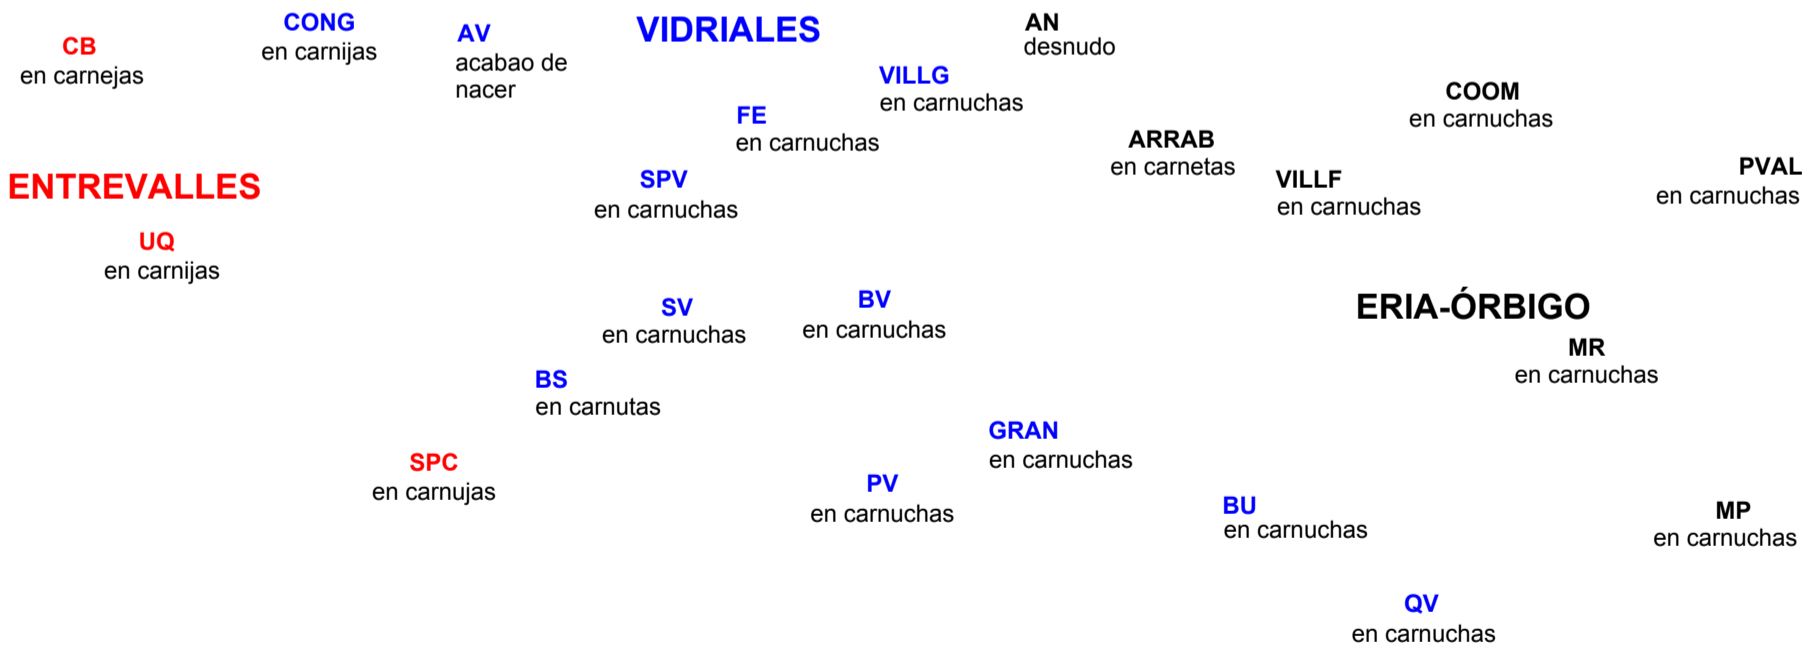 CONG
en carnijas
AV
acabao de
nacer
VIDRIALES
AN
desnudo
CB
en carnejas
VILLG
en carnuchas
COOM
en carnuchas
FE
en carnuchas
ARRAB
en carnetas
PVAL
en carnuchas
ENTREVALLES
SPV
en carnuchas
VILLF
en carnuchas
UQ
en carnijas
SV
en carnuchas
BV
en carnuchas
ERIA-ÓRBIGO
MR
en carnuchas
BS
en carnutas
GRAN
en carnuchas
SPC
en carnujas
PV
en carnuchas
BU
en carnuchas
MP
en carnuchas
QV
en carnuchas